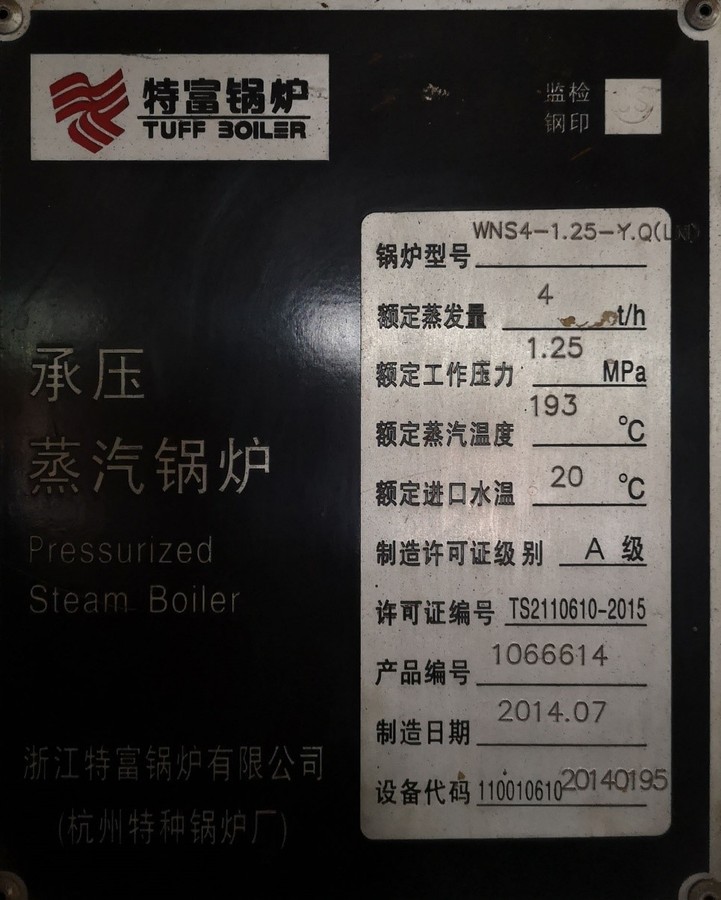 特富锅炉
TUFF BOILER
监检
钢印
锅炉型号 WNS4-1.25-Y.Q(LX)
额定蒸发量 4 t/h
额定工作压力 1.25 MPa
额定蒸汽温度 193 ℃
额定进口水温 20 ℃
制造许可证级别 A 级
许可证编号 TS2110610-2015
产品编号 1066614
制造日期 2014.07
设备代码 11001061020140195
承压
蒸汽锅炉
Pressurized
Steam Boiler
浙江特富锅炉有限公司
(杭州特种锅炉厂)